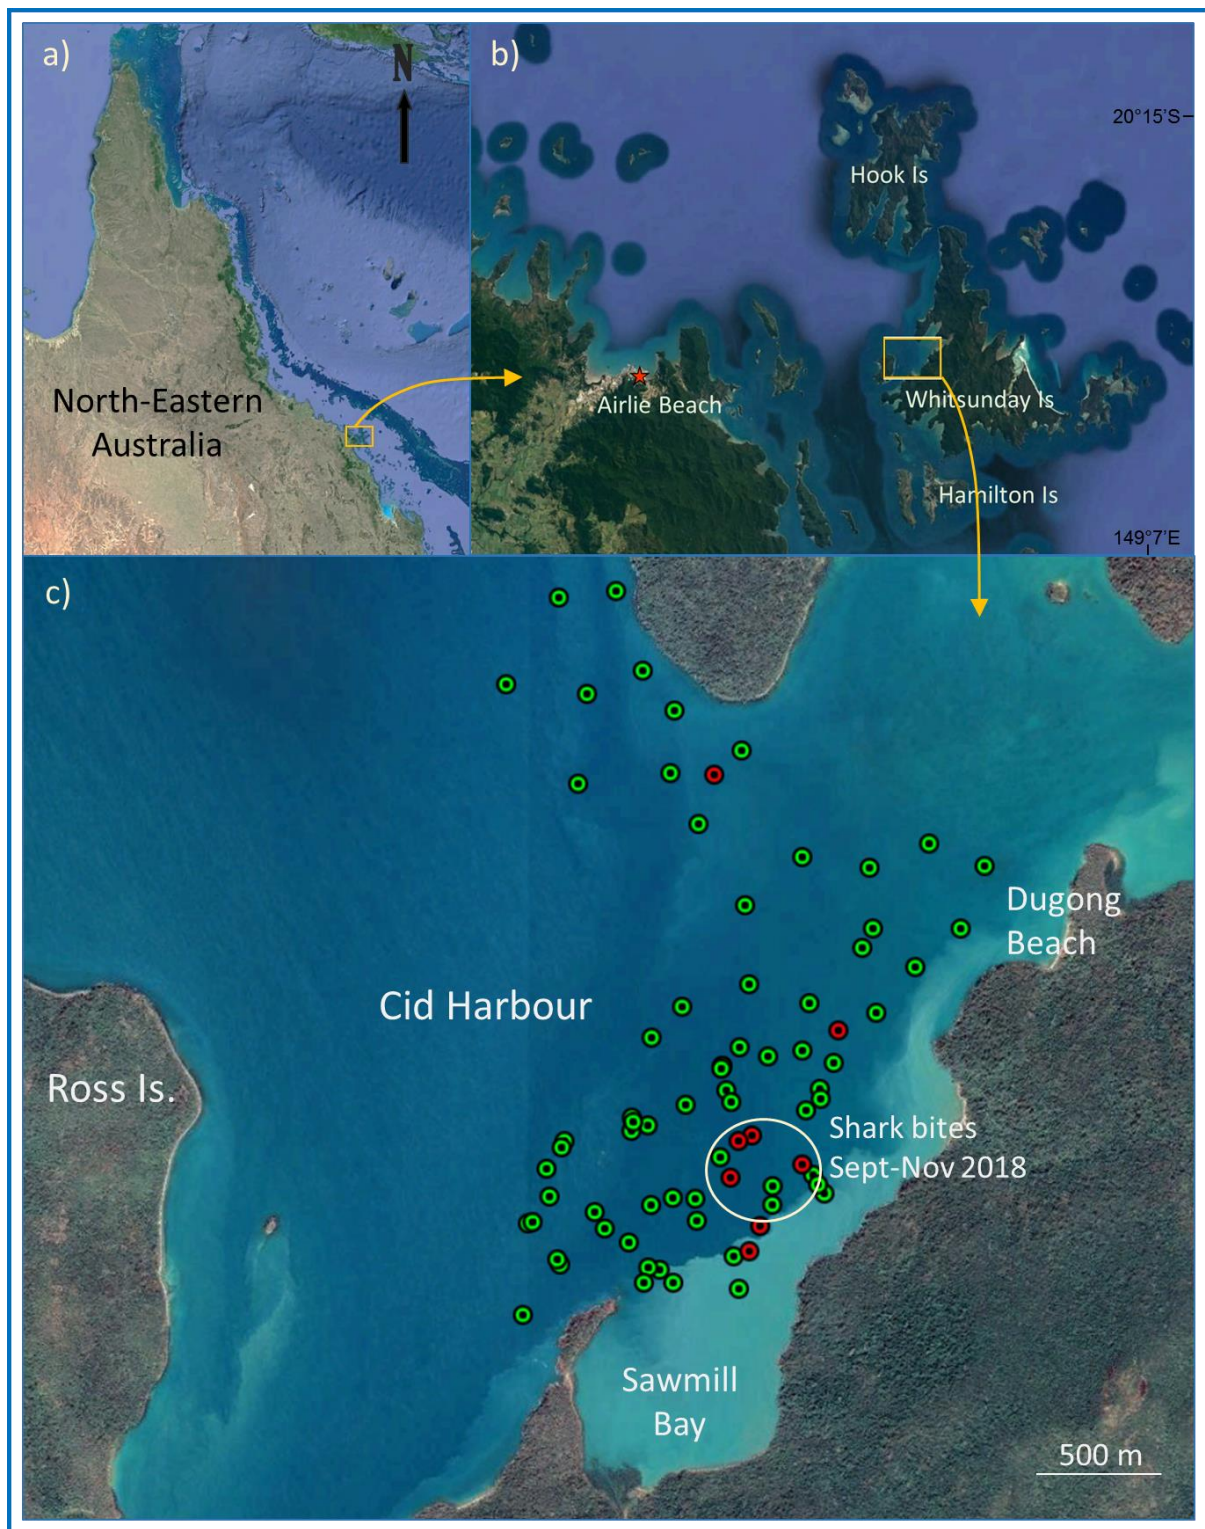 a)
N
North-Eastern
Australia
b)
20°15'S
Hook Is
Airlie Beach
Whitsunday Is
Hamilton Is
149°7'E
c)
Dugong
Beach
Cid Harbour
Ross Is.
Shark bites
Sept-Nov 2018
Sawmill
Bay
500 m